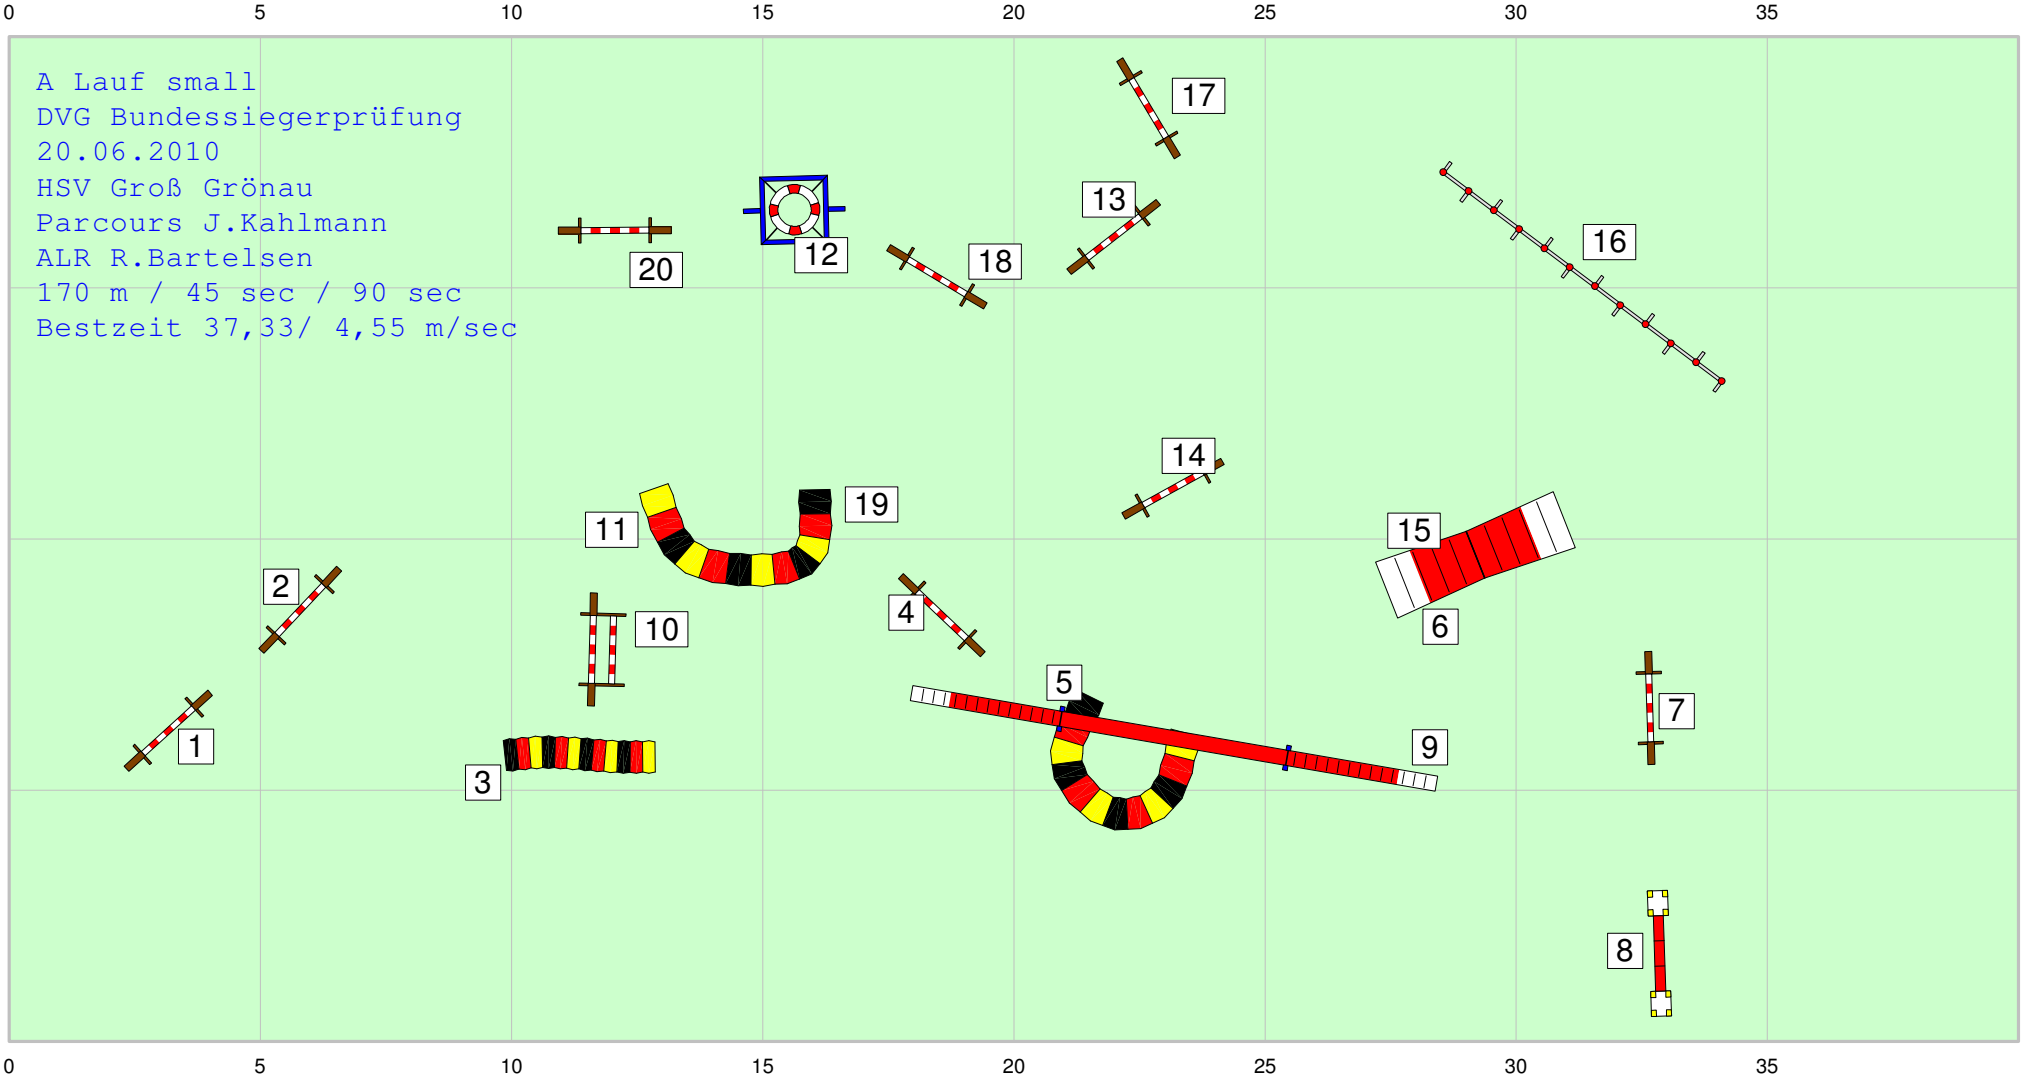 0 5 10 15 20 25 30 35
A Lauf small
DVG Bundessiegerprüfung
20.06.2010
HSV Groß Grönau
Parcours J.Kahlmann
ALR R.Bartelsen
170 m / 45 sec / 90 sec
Bestzeit 37,33/ 4,55 m/sec
17
13
16
12
18
20
14
19
11
15
2
4
10
6
5
7
1
9
3
8
0 5 10 15 20 25 30 35